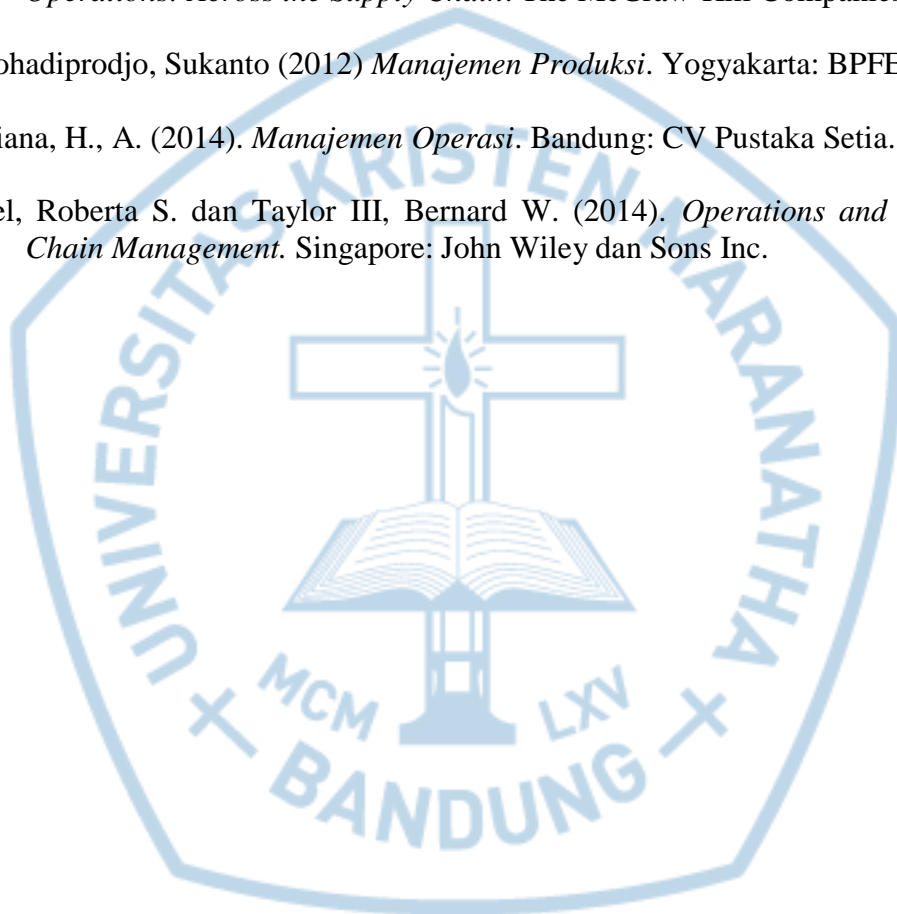 Operations: Across the Supply Chain. The McGraw-Hill Companies
ohadiprodjo, Sukanto (2012) Manajemen Produksi. Yogyakarta: BPFE
iana, H., A. (2014). Manajemen Operasi. Bandung: CV Pustaka Setia.
el, Roberta S. dan Taylor III, Bernard W. (2014). Operations and
Chain Management. Singapore: John Wiley dan Sons Inc.
UNIVERSITAS KRISTEN MARANATHA
MCM LXV
BANDUNG